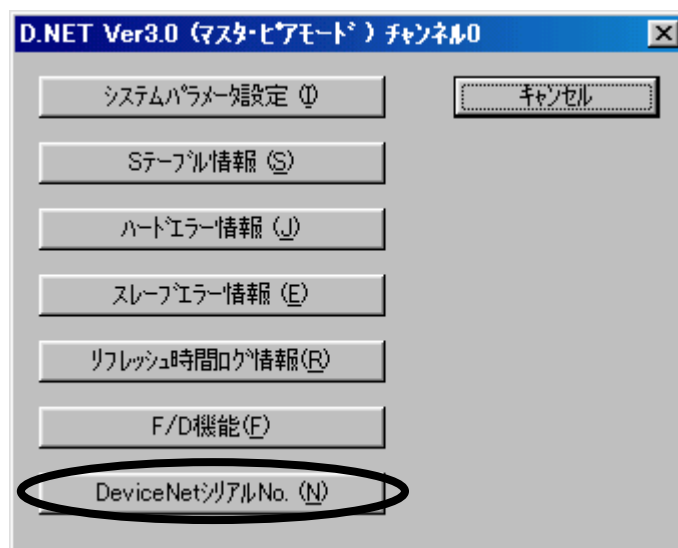 D.NET Ver3.0 (ﾏｽﾀ･ﾋﾟｱﾓｰﾄﾞ) ﾁｬﾝﾈﾙ0
ｼｽﾃﾑﾊﾟﾗﾒｰﾀ設定 (I)
キャンセル
Sﾃｰﾌﾞﾙ情報 (S)
ﾊｰﾄﾞｴﾗｰ情報 (J)
ｽﾚｰﾌﾞｴﾗｰ情報 (E)
ﾘﾌﾚｯｼｭ時間ﾛｸﾞ情報(R)
F/D機能(F)
DeviceNetｼﾘｱﾙNo. (N)